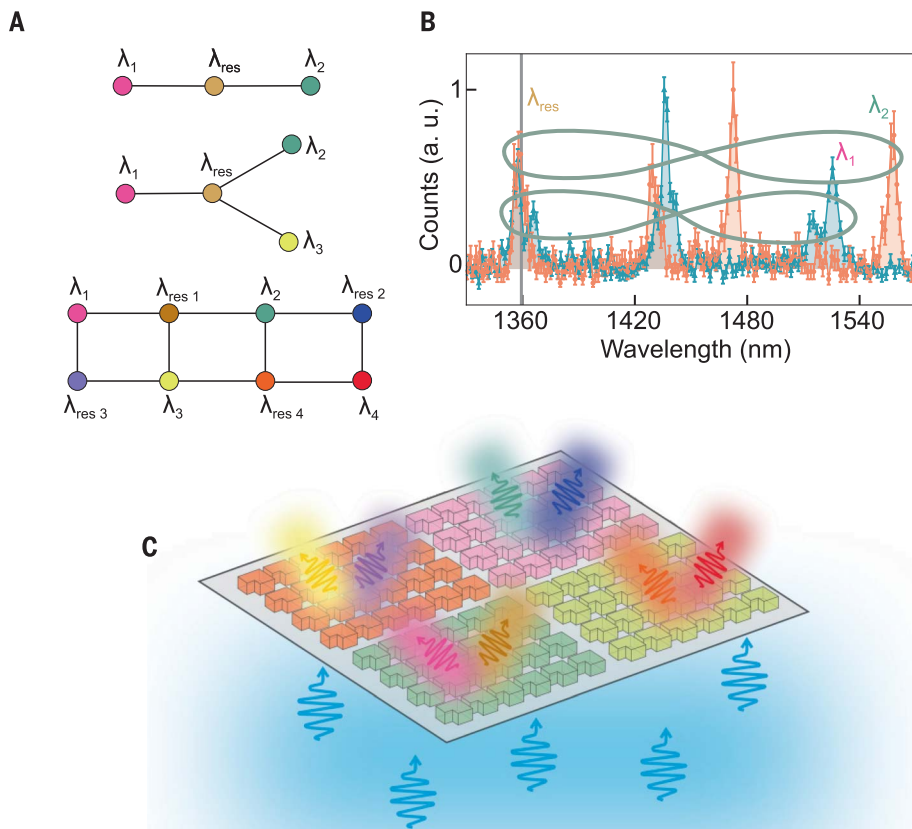 A
λ1 λres λ2
λ2
λ1 λres
λ3
λ1 λres 1 λ2 λres 2
λres 3 λ3 λres 4 λ4
B
Counts (a. u.)
1
0
λres
λ1
λ2
1360 1420 1480 1540
Wavelength (nm)
C